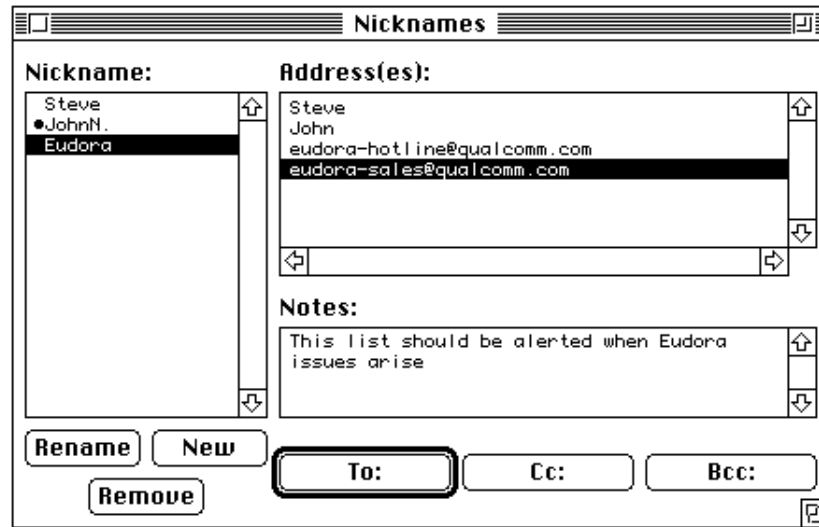 Nicknames
Nickname:
Steve
●JohnN.
Eudora
Address(es):
Steve
John
eudora-hotline@qualcomm.com
eudora-sales@qualcomm.com
Notes:
This list should be alerted when Eudora
issues arise
Rename
New
Remove
To:
Cc:
Bcc: